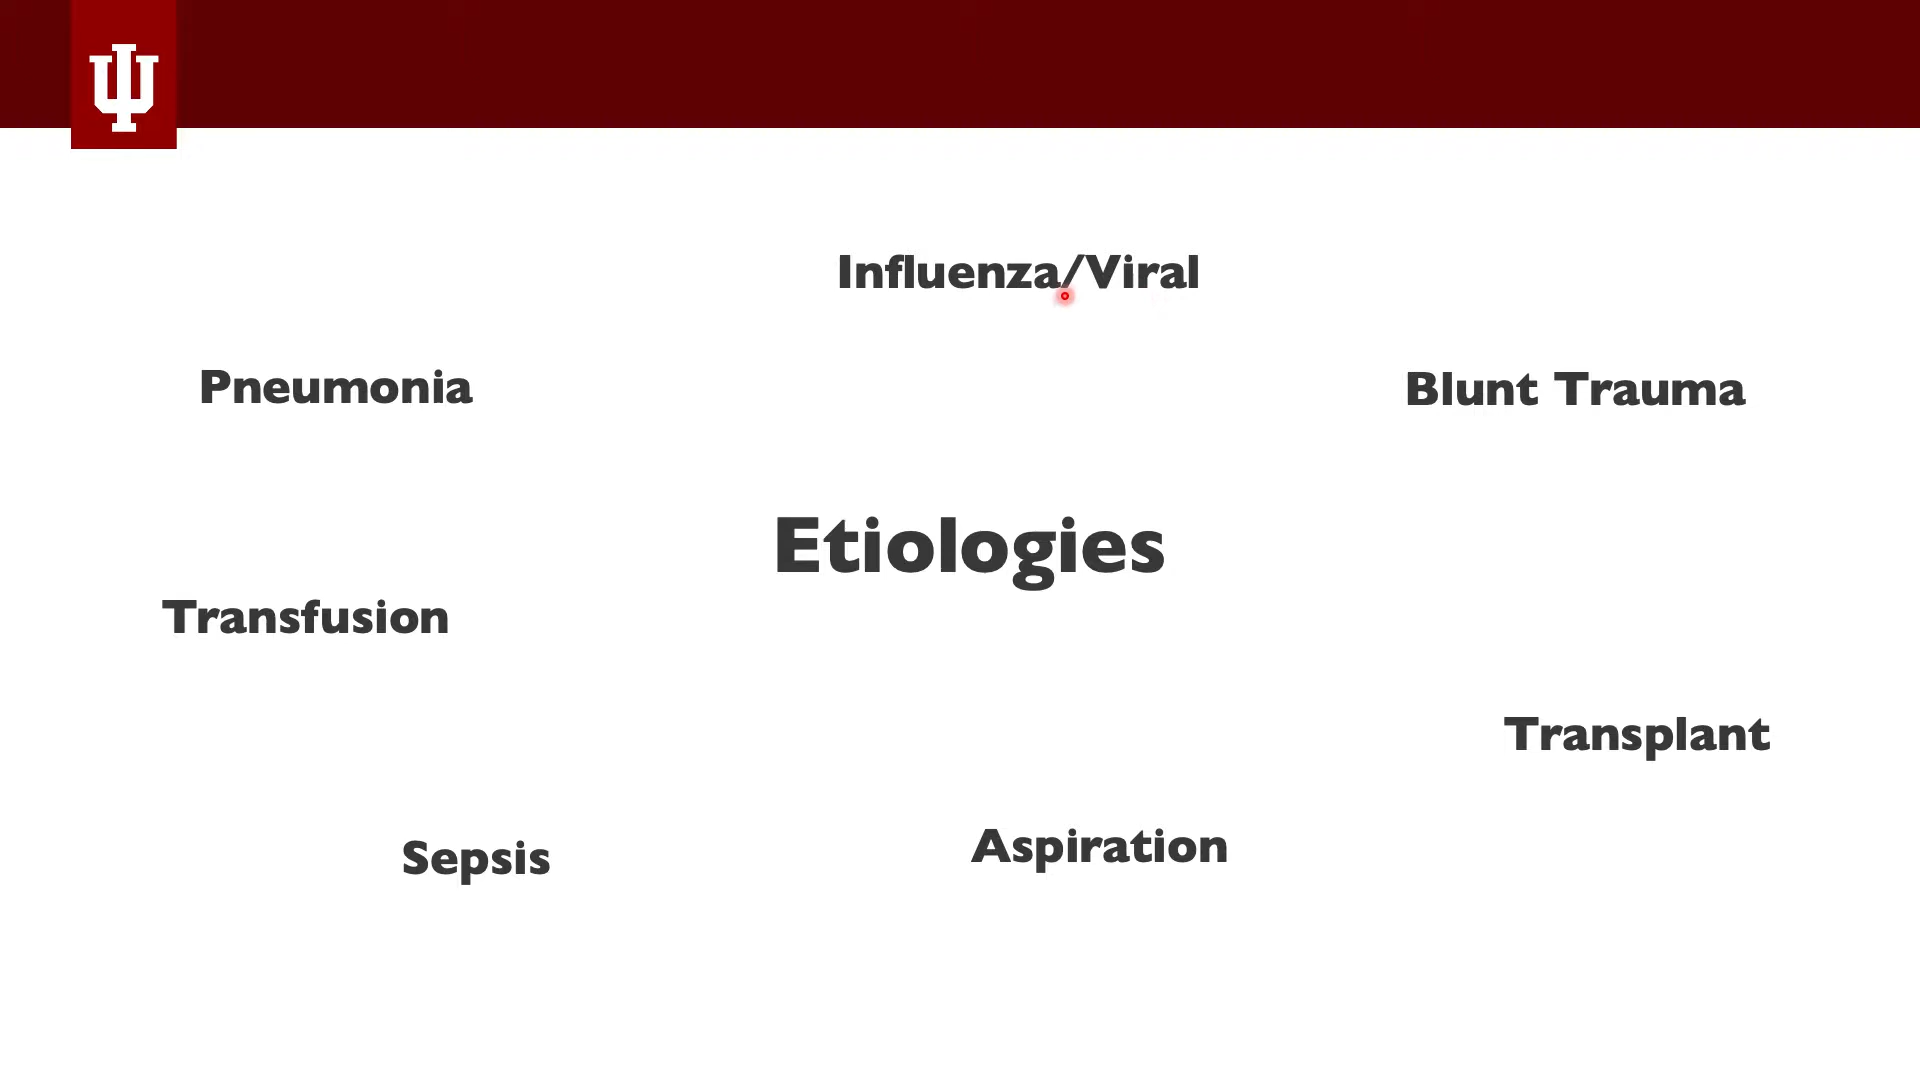 Influenza/Viral
Pneumonia
Blunt Trauma
Etiologies
Transfusion
Transplant
Aspiration
Sepsis